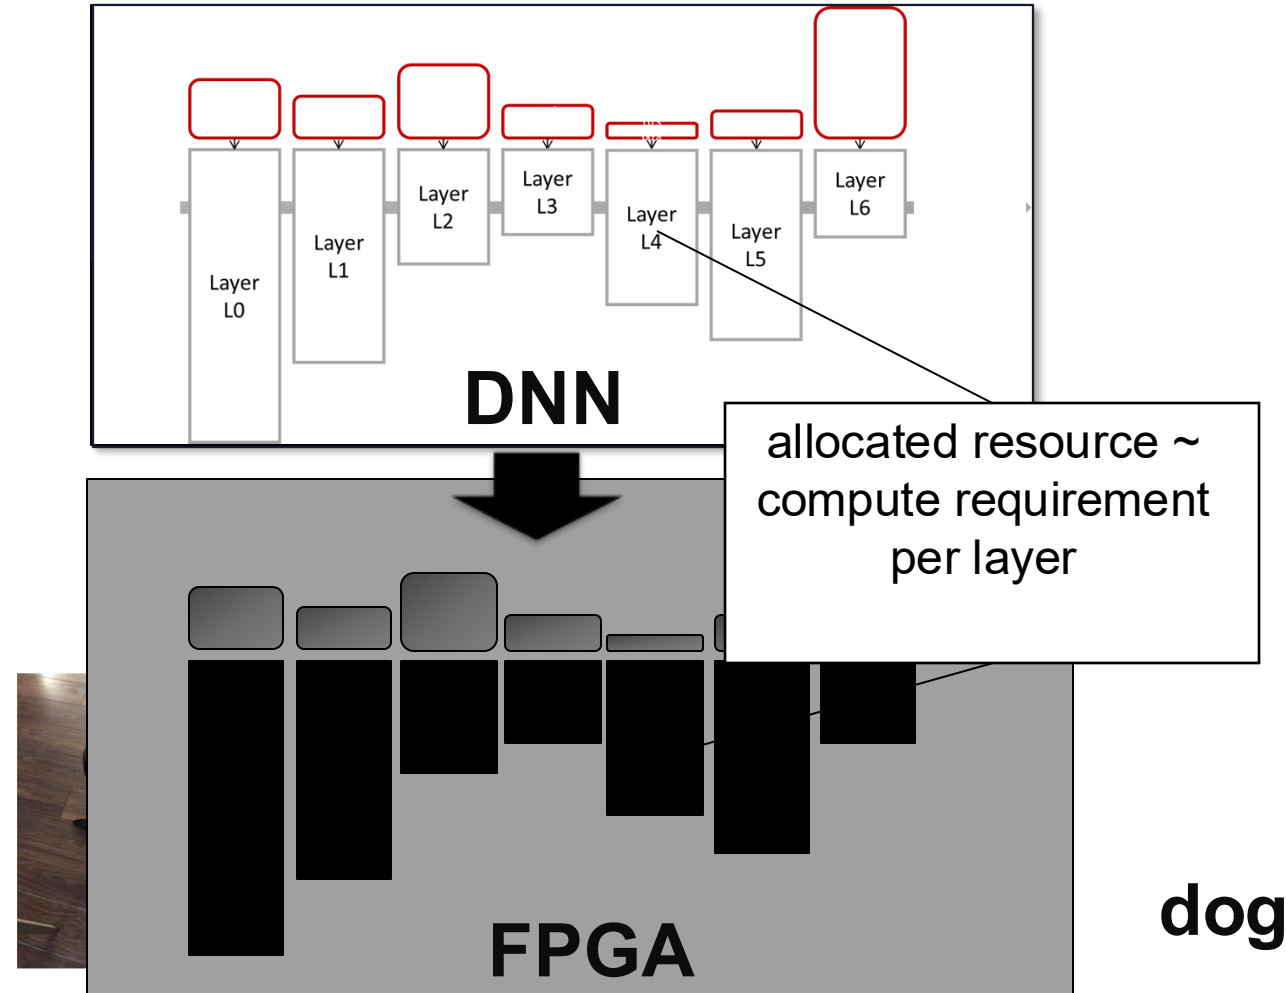 Layer
L0
Layer
L1
Layer
L2
Layer
L3
Layer
L4
Layer
L5
Layer
L6
DNN
allocated resource ~
compute requirement
per layer
FPGA
dog